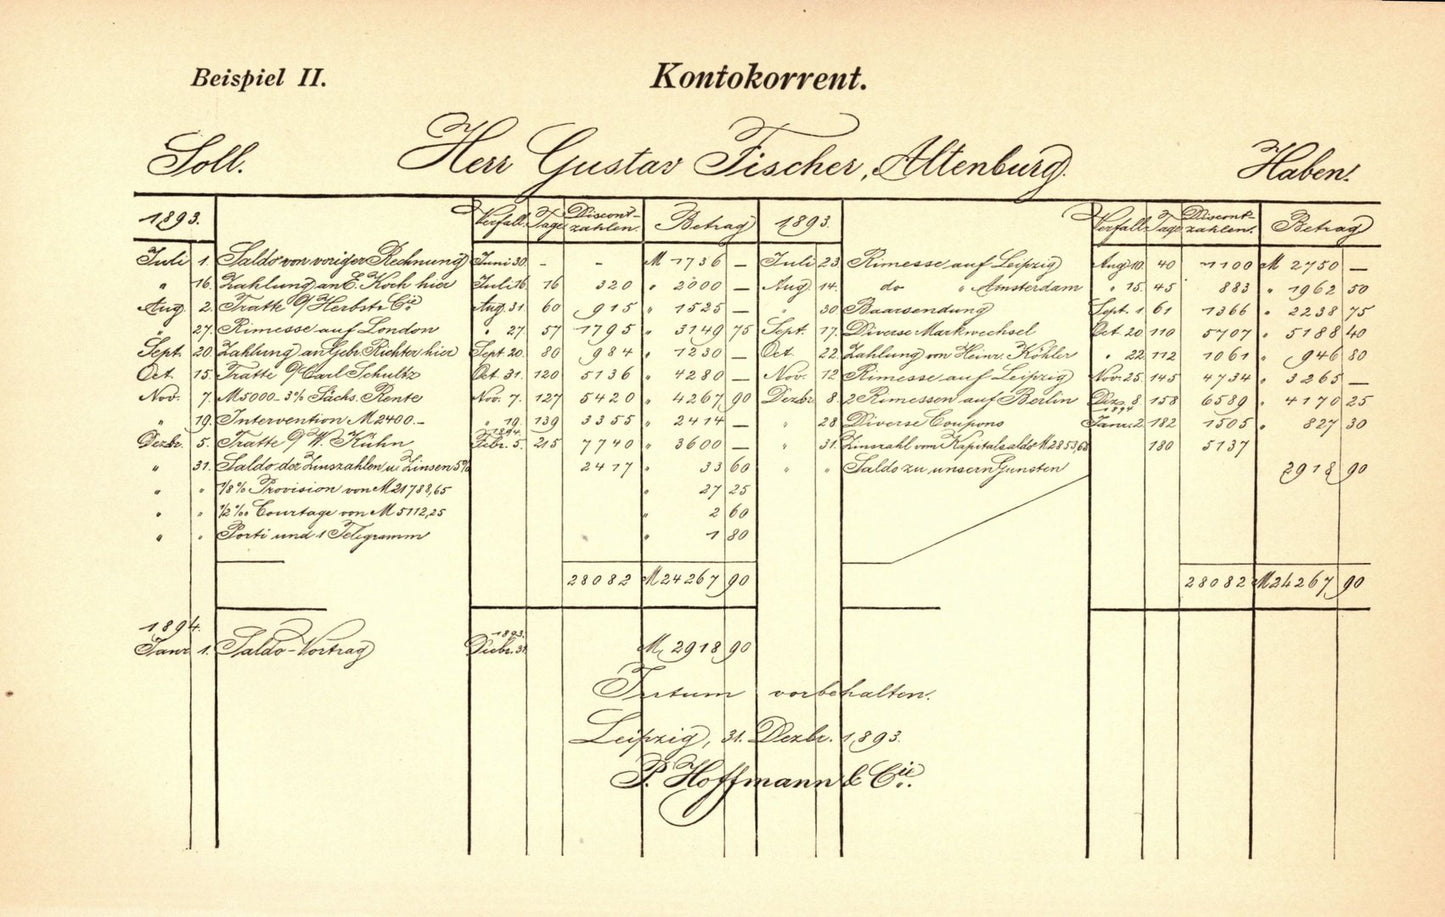 Beispiel II.
Kontokorrent.
Soll. Herr Gustav Fischer, Altenburg. Haben.
1893. Verfall. Tage Discont-zahlen. Betrag 1893. Verfall. Tage Discont-zahlen. Betrag
Juli 1. Saldo von voriger Rechnung Juni 30. - - M 1736 — Juli 23. Rimesse auf Leipzig Aug. 10. 40 1100 M 2750 —
" 16. Zahlung an E. Koch hier Juli 16. 16 320 " 2000 — Aug. 14. do " Amsterdam " 15. 45 883 " 1962 50
Aug. 2. Tratte O/ Herbst & Cie Aug. 31. 60 915 " 1525 — " 30 Baarsendung Sept. 1 61 1366 " 2238 75
" 27. Rimesse auf London " 27 57 1795 " 3149 75 Sept. 17. Diverse Markwechsel Oct. 20 110 5707 " 5188 40
Sept. 20. Zahlung an Gebr. Richter hier Sept. 20. 80 984 " 1230 — Oct. 22. Zahlung von Heinr. Köhler " 22 112 1061 " 946 80
Oct. 15. Tratte O/ Carl Schultz Oct. 31. 120 5136 " 4280 — Nov. 12 Rimesse auf Leipzig Nov. 25 145 4734 " 3265 —
Nov. 7. M 5000 - 3% Sächs. Rente Nov. 7. 127 5420 " 4267 90 Dezbr. 8. 2 Rimessen auf Berlin Dez. 8 158 6589 " 4170 25
" 19. Intervention M 2400.- " 19. 139 3355 " 2414 — " 28 Diverse Coupons 1894 Janr. 2 182 1505 " 827 30
Dezbr. 5. Tratte O/ W. Kühn 1894 Febr. 5. 215 7740 " 3600 — " 31. Zinszahl vom Kapitalsaldo M 2853,65 180 5137
" 31. Saldo der Zinszahlen u. Zinsen 5% 2417 " 33 60 " " Saldo zu unsern Gunsten 2918 90
" " 1/8% Provision von M 21788,65 " 27 25
" " 1/2 ‰ Courtage von M 5112,25 " 2 60
" " Porti und 1 Telegramm " 1 80
28082 M 24267 90 28082 M 24267 90
1894.
Janr. 1. Saldo-Vortrag 1893. Dezbr. 31. M 2918 90
Irrtum vorbehalten.
Leipzig, 31. Dezbr. 1893.
P. Hoffmann & Cie.